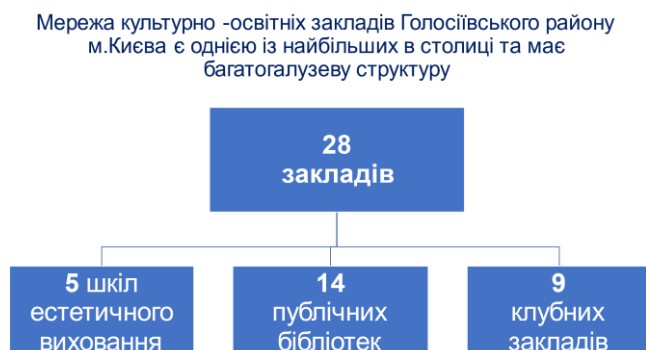 Мережа культурно -освітніх закладів Голосіївського району
м.Києва є однією із найбільших в столиці та має
багатогалузеву структуру
28
закладів
5 шкіл
естетичного
виховання
14
публічних
бібліотек
9
клубних
закладів